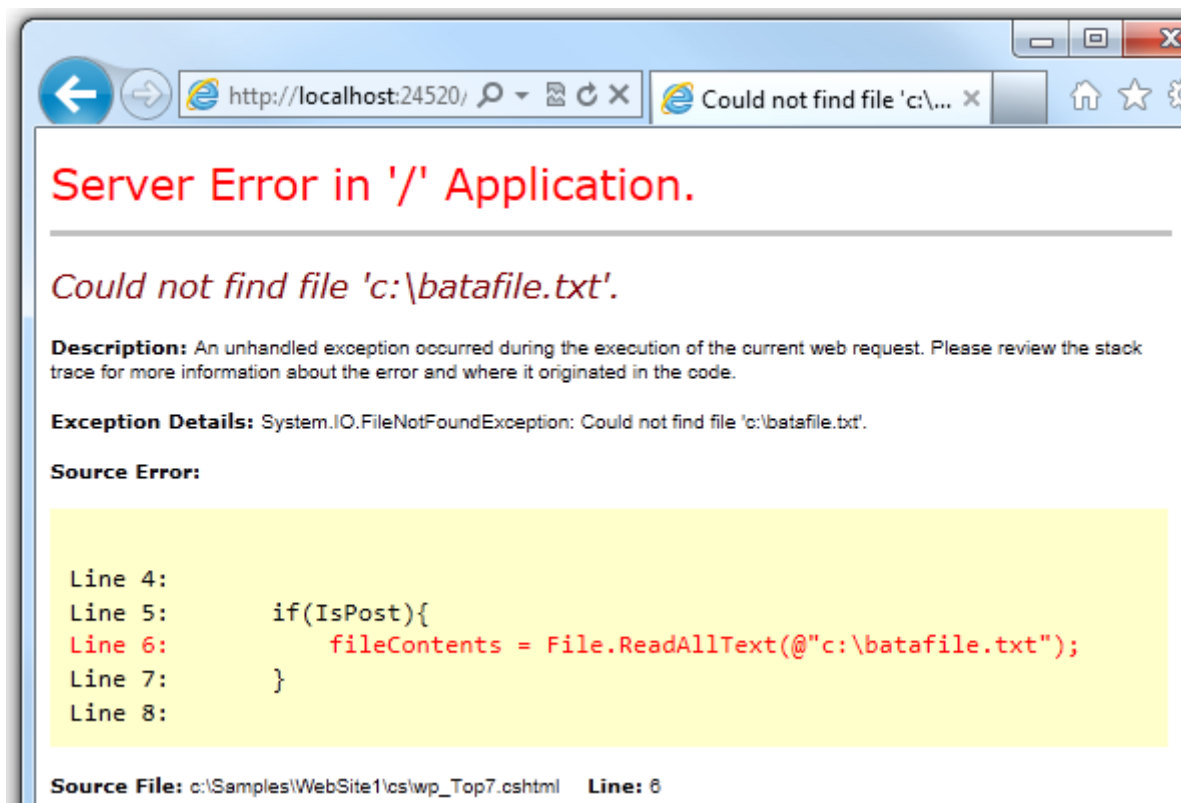 http://localhost:24520/
Could not find file 'c:\...
Server Error in '/' Application.
Could not find file 'c:\batafile.txt'.
Description: An unhandled exception occurred during the execution of the current web request. Please review the stack
trace for more information about the error and where it originated in the code.
Exception Details: System.IO.FileNotFoundException: Could not find file 'c:\batafile.txt'.
Source Error:
Line 4:
Line 5:        if(IsPost){
Line 6:            fileContents = File.ReadAllText(@"c:\batafile.txt");
Line 7:        }
Line 8:
Source File: c:\Samples\WebSite1\cs\wp_Top7.cshtml    Line: 6